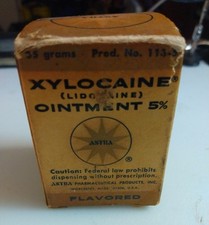 35 grams Prod. No. 113-5
XYLOCAINE®
(LIDOCAINE)
OINTMENT 5%
ASTRA
®
Caution: Federal law prohibits
dispensing without prescription.
ASTRA PHARMACEUTICAL PRODUCTS, INC.
FLAVORED